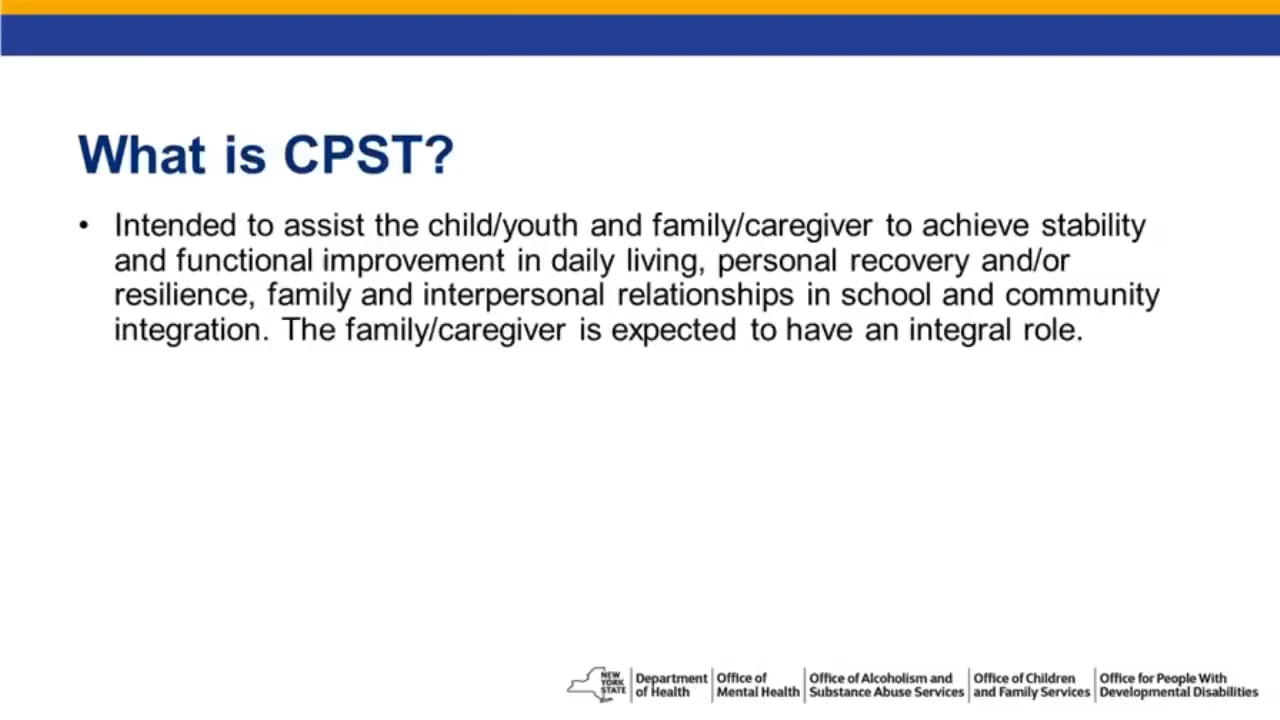 What is CPST?
• Intended to assist the child/youth and family/caregiver to achieve stability
and functional improvement in daily living, personal recovery and/or
resilience, family and interpersonal relationships in school and community
integration. The family/caregiver is expected to have an integral role.
NEW
YORK
STATE
Department
of Health
Office of
Mental Health
Office of Alcoholism and
Substance Abuse Services
Office of Children
and Family Services
Office for People With
Developmental Disabilities